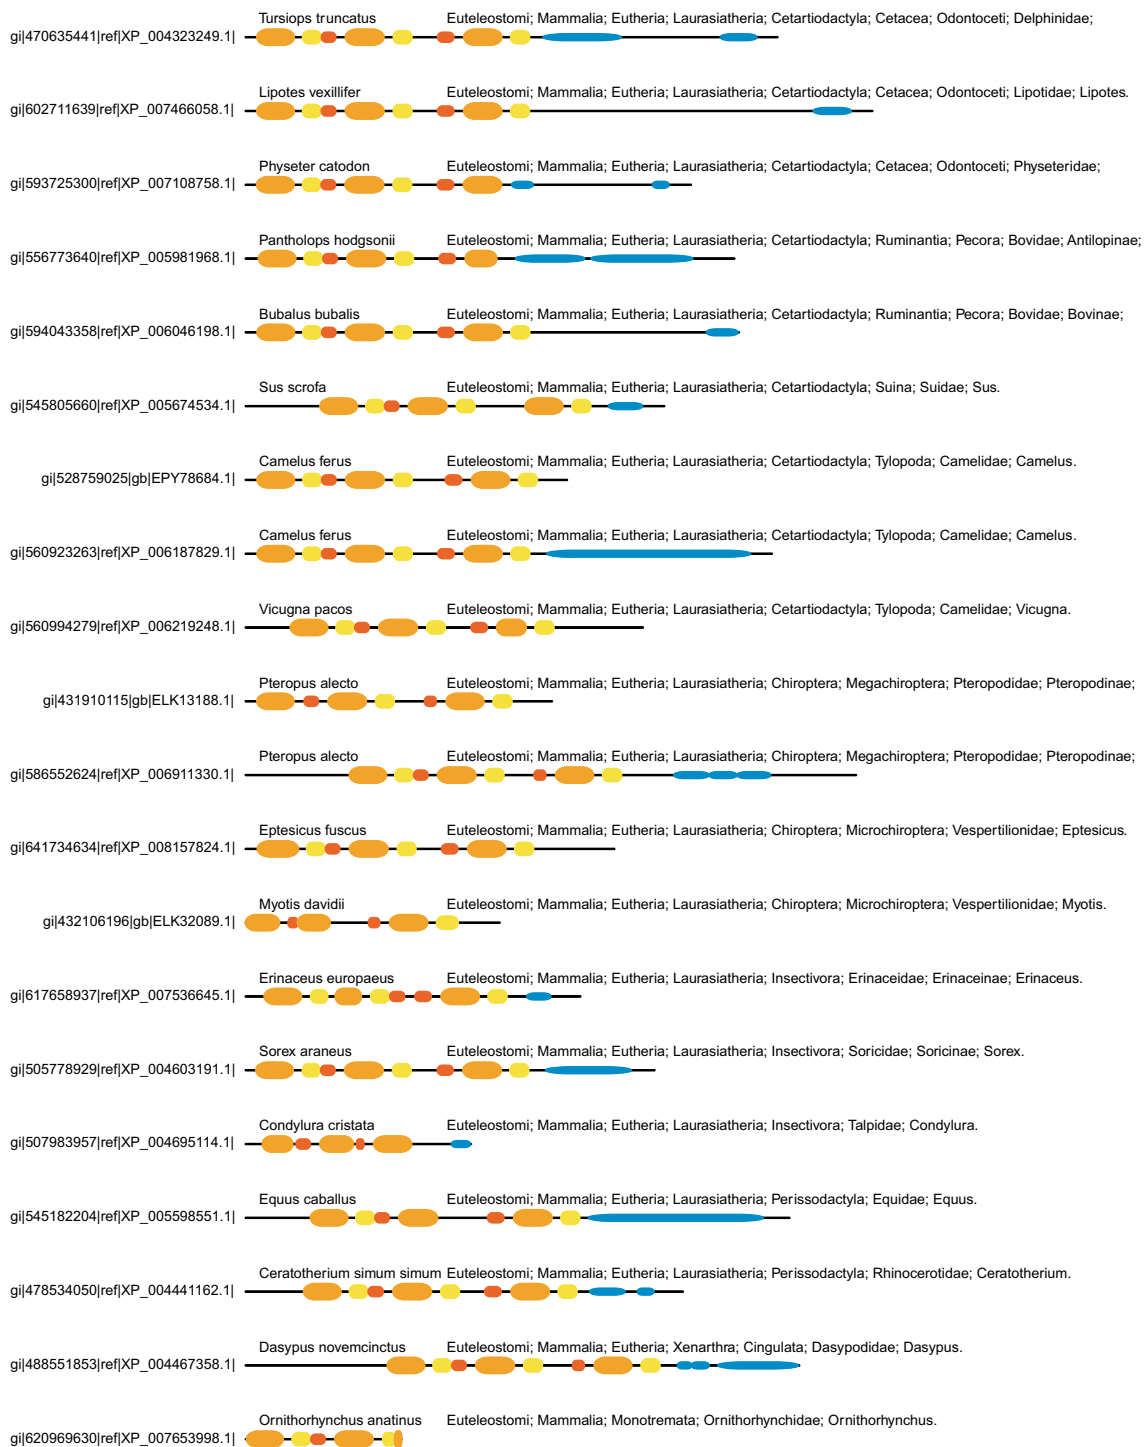 Tursiops truncatus Euteleostomi; Mammalia; Eutheria; Laurasiatheria; Cetartiodactyla; Cetacea; Odontoceti; Delphinidae;
gi|470635441|ref|XP_004323249.1|
Lipotes vexillifer Euteleostomi; Mammalia; Eutheria; Laurasiatheria; Cetartiodactyla; Cetacea; Odontoceti; Lipotidae; Lipotes.
gi|602711639|ref|XP_007466058.1|
Physeter catodon Euteleostomi; Mammalia; Eutheria; Laurasiatheria; Cetartiodactyla; Cetacea; Odontoceti; Physeteridae;
gi|593725300|ref|XP_007108758.1|
Pantholops hodgsonii Euteleostomi; Mammalia; Eutheria; Laurasiatheria; Cetartiodactyla; Ruminantia; Pecora; Bovidae; Antilopinae;
gi|556773640|ref|XP_005981968.1|
Bubalus bubalis Euteleostomi; Mammalia; Eutheria; Laurasiatheria; Cetartiodactyla; Ruminantia; Pecora; Bovidae; Bovinae;
gi|594043358|ref|XP_006046198.1|
Sus scrofa Euteleostomi; Mammalia; Eutheria; Laurasiatheria; Cetartiodactyla; Suina; Suidae; Sus.
gi|545805660|ref|XP_005674534.1|
Camelus ferus Euteleostomi; Mammalia; Eutheria; Laurasiatheria; Cetartiodactyla; Tylopoda; Camelidae; Camelus.
gi|528759025|gb|EPY78684.1|
Camelus ferus Euteleostomi; Mammalia; Eutheria; Laurasiatheria; Cetartiodactyla; Tylopoda; Camelidae; Camelus.
gi|560923263|ref|XP_006187829.1|
Vicugna pacos Euteleostomi; Mammalia; Eutheria; Laurasiatheria; Cetartiodactyla; Tylopoda; Camelidae; Vicugna.
gi|560994279|ref|XP_006219248.1|
Pteropus alecto Euteleostomi; Mammalia; Eutheria; Laurasiatheria; Chiroptera; Megachiroptera; Pteropodidae; Pteropodinae;
gi|431910115|gb|ELK13188.1|
Pteropus alecto Euteleostomi; Mammalia; Eutheria; Laurasiatheria; Chiroptera; Megachiroptera; Pteropodidae; Pteropodinae;
gi|586552624|ref|XP_006911330.1|
Eptesicus fuscus Euteleostomi; Mammalia; Eutheria; Laurasiatheria; Chiroptera; Microchiroptera; Vespertilionidae; Eptesicus.
gi|641734634|ref|XP_008157824.1|
Myotis davidii Euteleostomi; Mammalia; Eutheria; Laurasiatheria; Chiroptera; Microchiroptera; Vespertilionidae; Myotis.
gi|432106196|gb|ELK32089.1|
Erinaceus europaeus Euteleostomi; Mammalia; Eutheria; Laurasiatheria; Insectivora; Erinaceidae; Erinaceinae; Erinaceus.
gi|617658937|ref|XP_007536645.1|
Sorex araneus Euteleostomi; Mammalia; Eutheria; Laurasiatheria; Insectivora; Soricidae; Soricinae; Sorex.
gi|505778929|ref|XP_004603191.1|
Condylura cristata Euteleostomi; Mammalia; Eutheria; Laurasiatheria; Insectivora; Talpidae; Condylura.
gi|507983957|ref|XP_004695114.1|
Equus caballus Euteleostomi; Mammalia; Eutheria; Laurasiatheria; Perissodactyla; Equidae; Equus.
gi|545182204|ref|XP_005598551.1|
Ceratotherium simum simum Euteleostomi; Mammalia; Eutheria; Laurasiatheria; Perissodactyla; Rhinocerotidae; Ceratotherium.
gi|478534050|ref|XP_004441162.1|
Dasypus novemcinctus Euteleostomi; Mammalia; Eutheria; Xenarthra; Cingulata; Dasypodidae; Dasypus.
gi|488551853|ref|XP_004467358.1|
Ornithorhynchus anatinus Euteleostomi; Mammalia; Monotremata; Ornithorhynchidae; Ornithorhynchus.
gi|620969630|ref|XP_007653998.1|